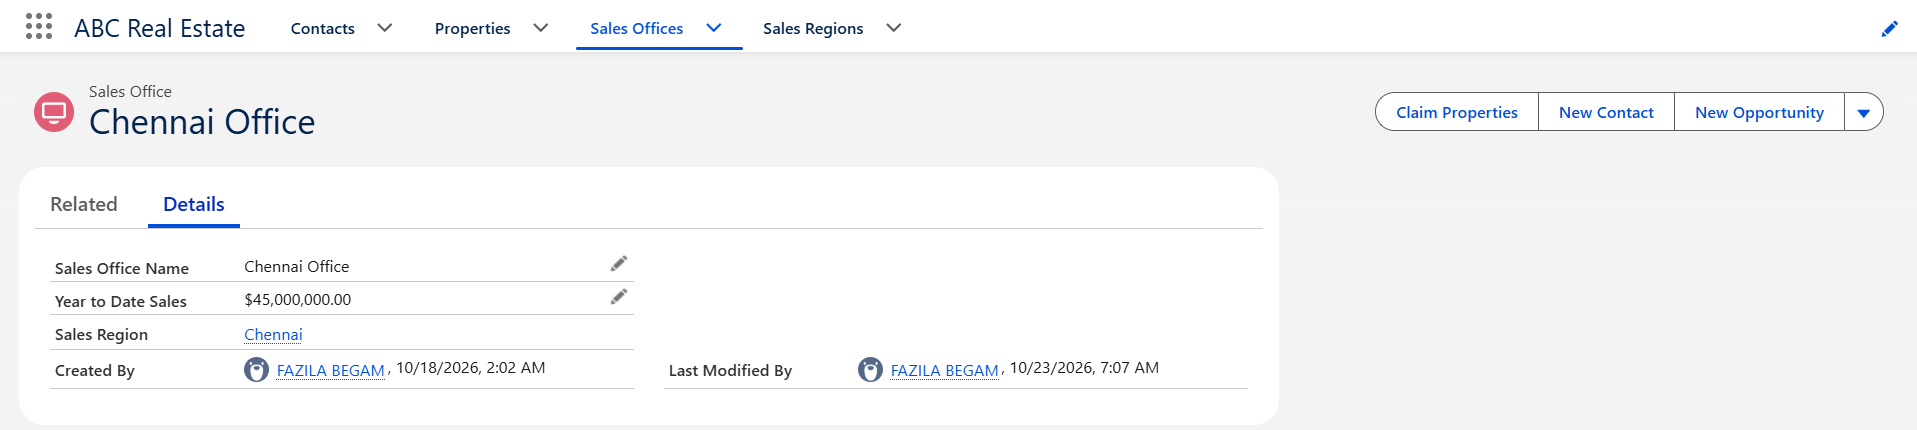 ABC Real Estate Contacts Properties Sales Offices Sales Regions
Sales Office
Chennai Office
Claim Properties New Contact New Opportunity
Related Details
Sales Office Name Chennai Office
Year to Date Sales $45,000,000.00
Sales Region Chennai
Created By FAZILA BEGAM, 10/18/2026, 2:02 AM Last Modified By FAZILA BEGAM, 10/23/2026, 7:07 AM